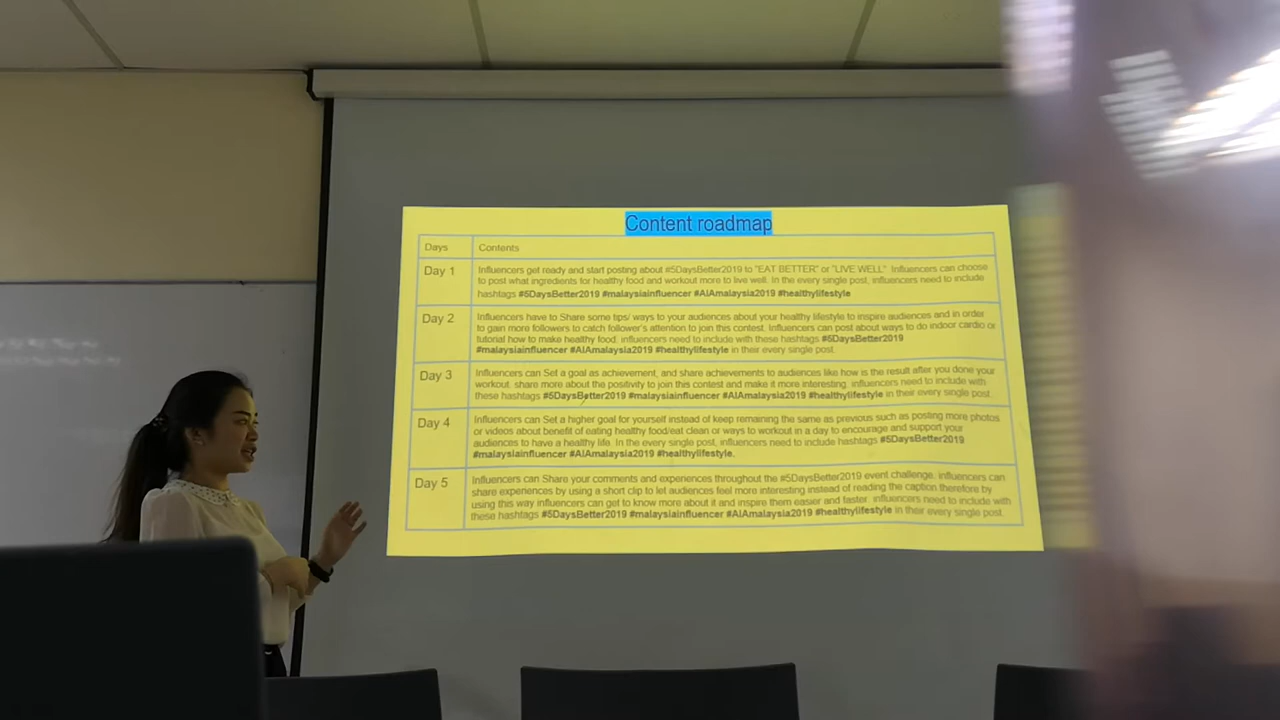 Content roadmap
Days Contents
Day 1 Influencers get ready and start posting about #5DaysBetter2019 to "EAT BETTER" or "LIVE WELL" Influencers can choose
to post what ingredients for healthy food and workout more to live well. In the every single post, influencers need to include
hashtags #5DaysBetter2019 #malaysiainfluencer #AIAmalaysia2019 #healthylifestyle
Day 2 Influencers have to Share some tips/ ways to your audiences about your healthy lifestyle to inspire audiences and in order
to gain more followers to catch follower's attention to join this contest. Influencers can post about ways to do indoor cardio or
tutorial how to make healthy food, influencers need to include with these hashtags #5DaysBetter2019
#malaysiainfluencer #AIAmalaysia2019 #healthylifestyle in their every single post.
Day 3 Influencers can Set a goal as achievement, and share achievements to audiences like how is the result after you done your
workout, share more about the positivity to join this contest and make it more interesting, influencers need to include with
these hashtags #5DaysBetter2019 #malaysiainfluencer #AIAmalaysia2019 #healthylifestyle in their every single post.
Day 4 Influencers can Set a higher goal for yourself instead of keep remaining the same as previous such as posting more photos
or videos about benefit of eating healthy food/eat clean or ways to workout in a day to encourage and support your
audiences to have a healthy life. In the every single post, influencers need to include hashtags #5DaysBetter2019
#malaysiainfluencer #AIAmalaysia2019 #healthylifestyle.
Day 5 Influencers can Share your comments and experiences throughout the #5DaysBetter2019 event challenge, influencers can
share experiences by using a short clip to let audiences feel more interesting instead of reading the caption therefore by
using this way influencers can get to know more about it and inspire them easier and faster. influencers need to include with
these hashtags #5DaysBetter2019 #malaysiainfluencer #AIAmalaysia2019 #healthylifestyle in their every single post.